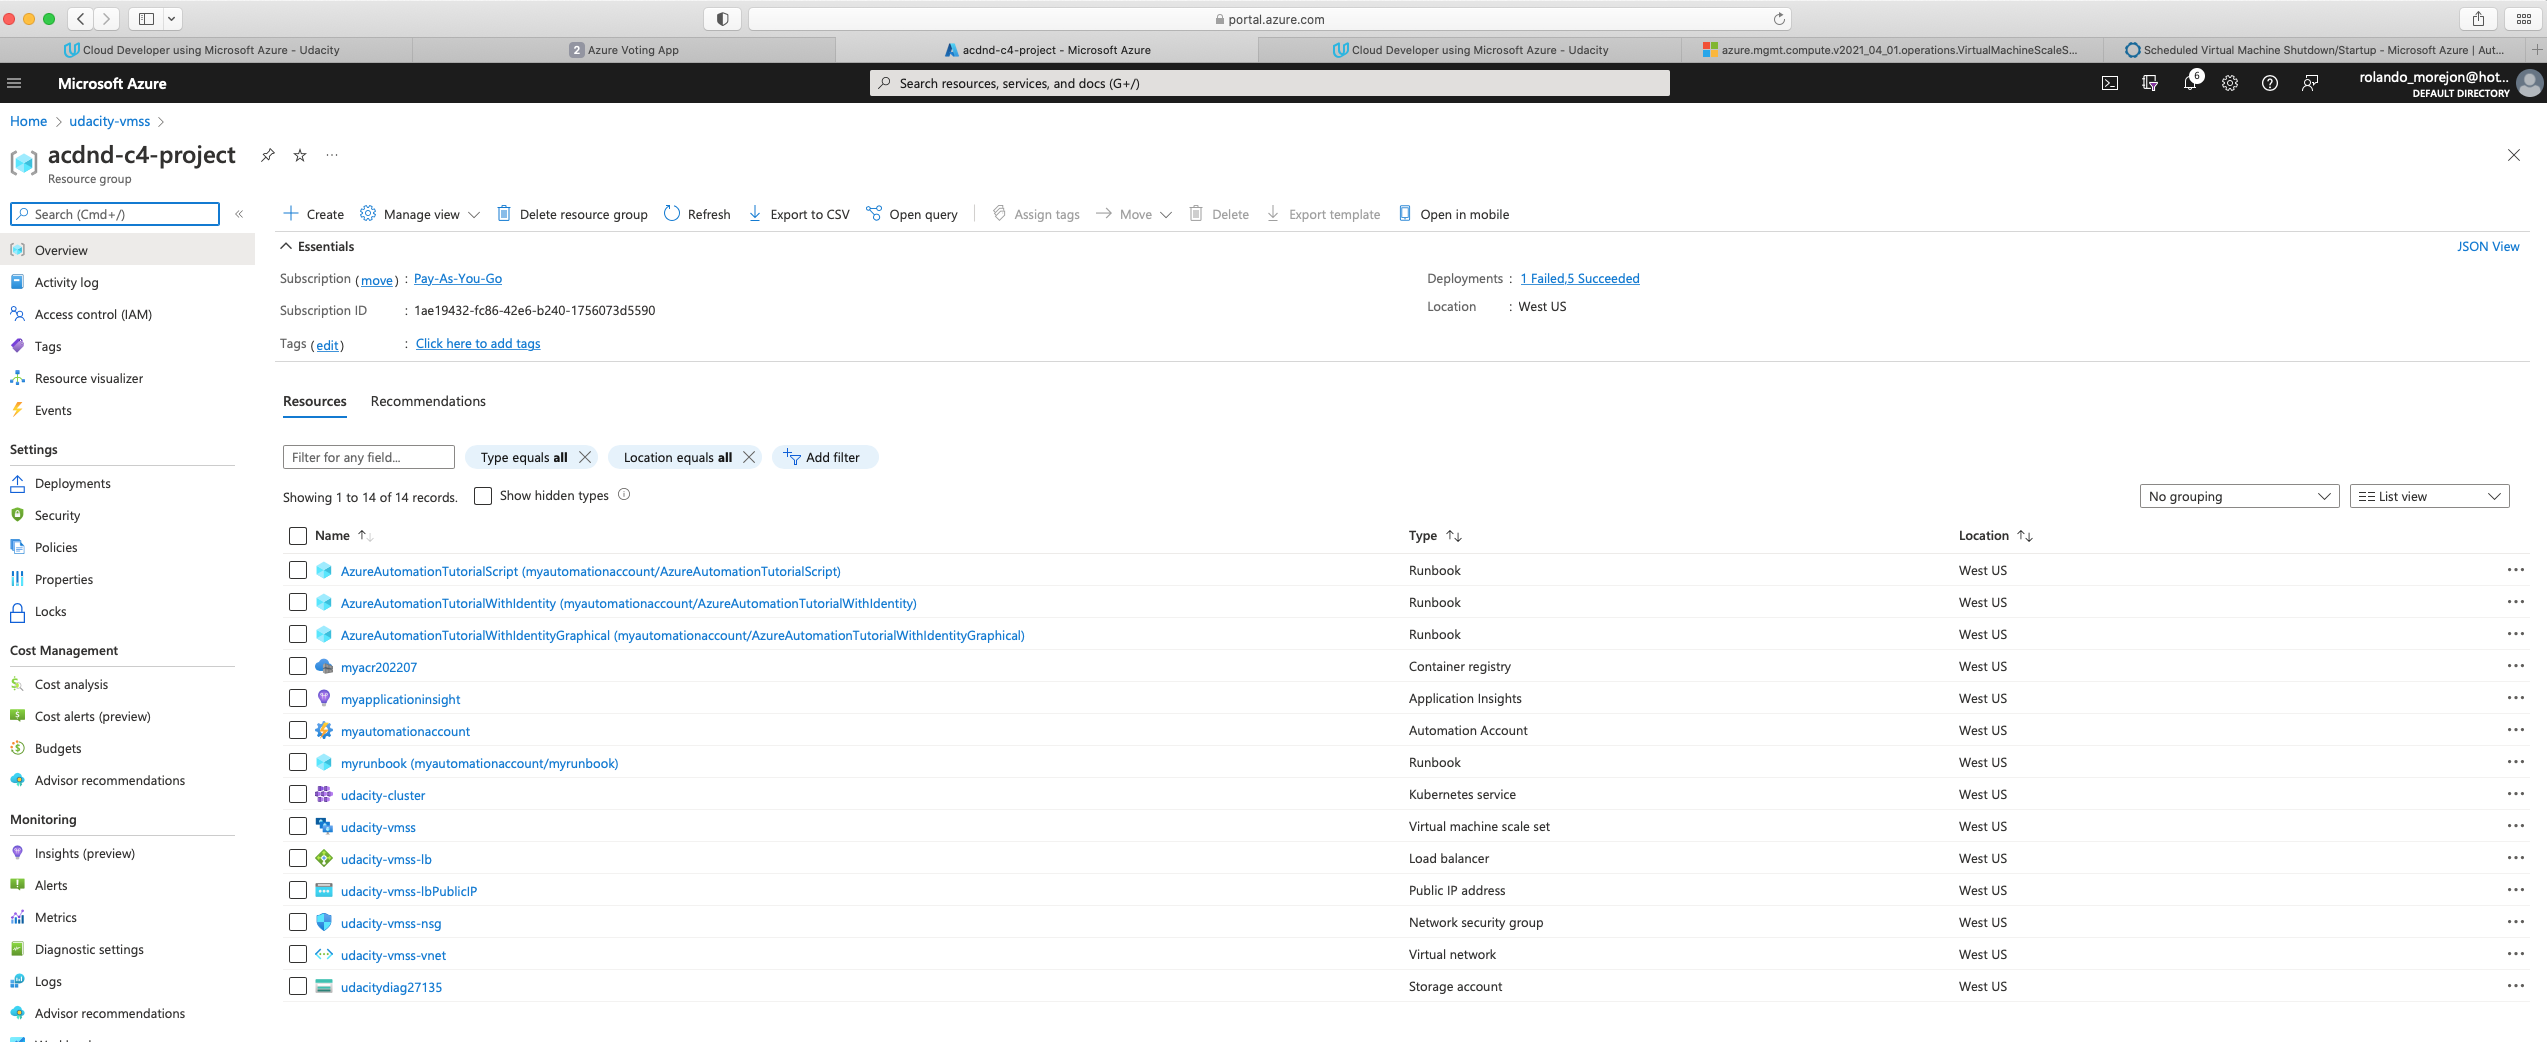 portal.azure.com
Cloud Developer using Microsoft Azure - Udacity
2 Azure Voting App
acdnd-c4-project - Microsoft Azure
Cloud Developer using Microsoft Azure - Udacity
azure.mgmt.compute.v2021_04_01.operations.VirtualMachineScaleS...
Scheduled Virtual Machine Shutdown/Startup - Microsoft Azure | Aut...
Microsoft Azure
Search resources, services, and docs (G+/)
6
rolando_morejon@hot...
DEFAULT DIRECTORY
Home > udacity-vmss >
acdnd-c4-project
Resource group
Search (Cmd+/)
Overview
Activity log
Access control (IAM)
Tags
Resource visualizer
Events
Settings
Deployments
Security
Policies
Properties
Locks
Cost Management
Cost analysis
Cost alerts (preview)
Budgets
Advisor recommendations
Monitoring
Insights (preview)
Alerts
Metrics
Diagnostic settings
Logs
Advisor recommendations
Create
Manage view
Delete resource group
Refresh
Export to CSV
Open query
Assign tags
Move
Delete
Export template
Open in mobile
Essentials
JSON View
Subscription (move) : Pay-As-You-Go
Subscription ID : 1ae19432-fc86-42e6-b240-1756073d5590
Tags (edit) : Click here to add tags
Deployments : 1 Failed,5 Succeeded
Location : West US
Resources Recommendations
Filter for any field...
Type equals all
Location equals all
Add filter
Showing 1 to 14 of 14 records.
Show hidden types
No grouping
List view
Name Type Location
AzureAutomationTutorialScript (myautomationaccount/AzureAutomationTutorialScript) Runbook West US
AzureAutomationTutorialWithIdentity (myautomationaccount/AzureAutomationTutorialWithIdentity) Runbook West US
AzureAutomationTutorialWithIdentityGraphical (myautomationaccount/AzureAutomationTutorialWithIdentityGraphical) Runbook West US
myacr202207 Container registry West US
myapplicationinsight Application Insights West US
myautomationaccount Automation Account West US
myrunbook (myautomationaccount/myrunbook) Runbook West US
udacity-cluster Kubernetes service West US
udacity-vmss Virtual machine scale set West US
udacity-vmss-lb Load balancer West US
udacity-vmss-lbPublicIP Public IP address West US
udacity-vmss-nsg Network security group West US
udacity-vmss-vnet Virtual network West US
udacitydiag27135 Storage account West US